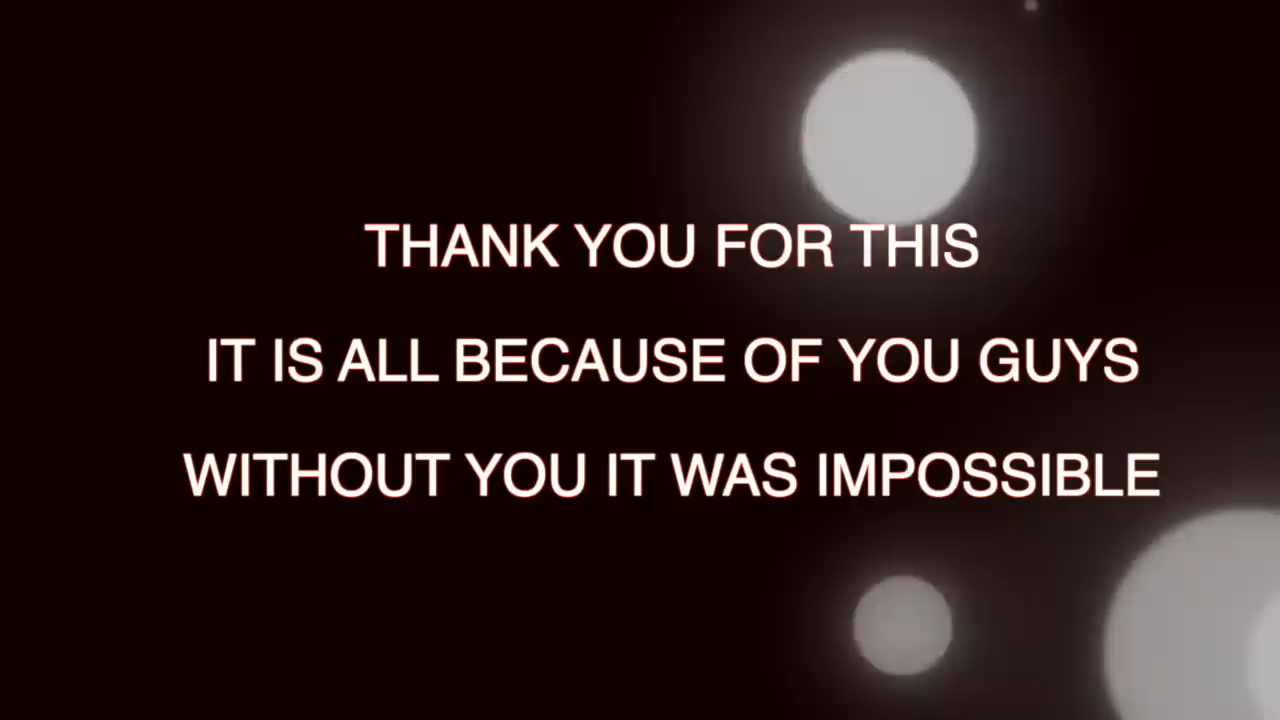 THANK YOU FOR THIS
IT IS ALL BECAUSE OF YOU GUYS
WITHOUT YOU IT WAS IMPOSSIBLE